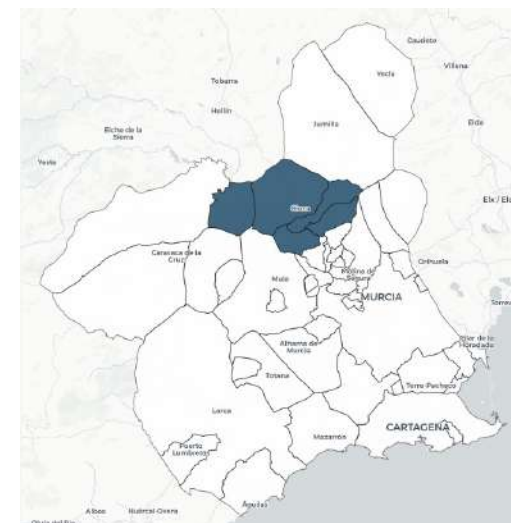 Caudete
Yecla
Villena
Tobarra
Hellín
Jumilla
Elda
Elche de la
Sierra
Yeste
Cieza
Elx / El
Caravaca de la
Cruz
Orihuela
Molina de
Segura
Mula
MURCIA
Torrev
Pilar de la
Horadada
Alhama de
Murcia
Totana
Torre Pacheco
Lorca
CARTAGENA
Mazarrón
Puerto
Lumbreras
Águilas
Albox
Huércal-Overa